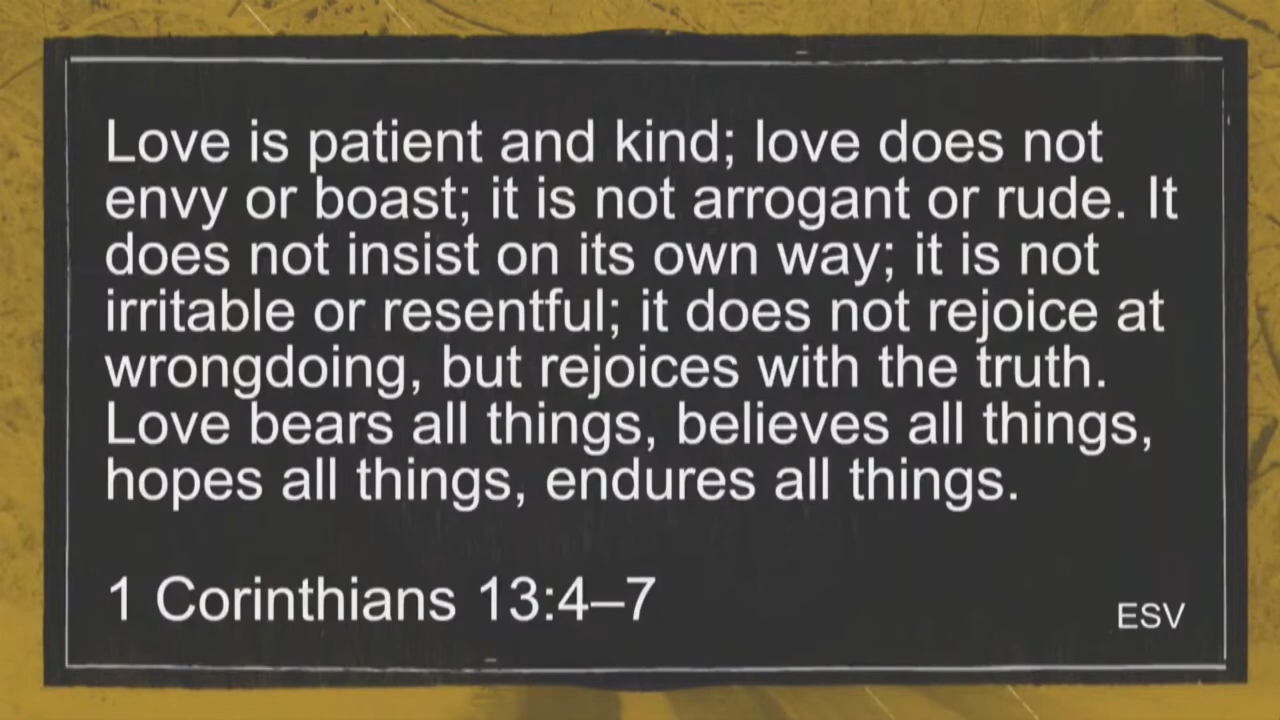 Love is patient and kind; love does not
envy or boast; it is not arrogant or rude. It
does not insist on its own way; it is not
irritable or resentful; it does not rejoice at
wrongdoing, but rejoices with the truth.
Love bears all things, believes all things,
hopes all things, endures all things.
1 Corinthians 13:4–7
ESV